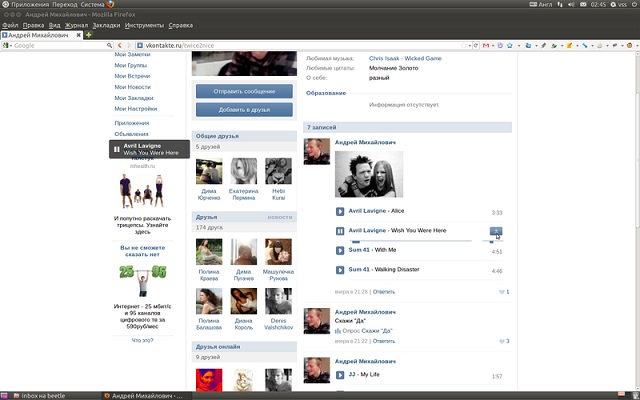 Приложения Переход Система
Англ
02:45
vss
Андрей Михайлович - Mozilla Firefox
Файл Правка Вид Журнал Закладки Инструменты Справка
Андрей Михайлович
Google
vkontakte.ru/twice2nice
Мои Заметки
Мои Группы
Мои Встречи
Мои Новости
Мои Закладки
Мои Настройки
Приложения
Объявления
Avril Lavigne
Wish You Were Here
mhealth.ru
И попутно раскачать
трицепсы. Узнайте
здесь
Вы не сможете
сказать нет
25 95
Интернет - 25 мбит/с
и 95 каналов
цифрового тв за
590руб/мес
Что это?
Отправить сообщение
Добавить в друзья
Общие друзья
5 друзей
Дима
Юрченко
Екатерина
Пермина
Hebi
Kurai
Друзья
новости
174 друга
Полина
Краева
Дима
Пугачев
Машулечка
Рунова
Полина
Балашова
Диана
Король
Denis
Valshchikov
Друзья онлайн
9 друзей
Любимая музыка: Chris Isaak - Wicked Game
Любимые цитаты: Молчание Золото
О себе: разный
Образование
Информация отсутствует.
7 записей
Андрей Михайлович
Avril Lavigne - Alice 3:33
Avril Lavigne - Wish You Were Here
Sum 41 - With Me 4:51
Sum 41 - Walking Disaster 4:46
вчера в 21:26 | Ответить 1
Андрей Михайлович
Скажи "Да"
Опрос Скажи "Да"
вчера в 21:22 | Ответить 3
Андрей Михайлович
JJ - My Life 1:57
inbox на beetle
Андрей Михайлович - ...